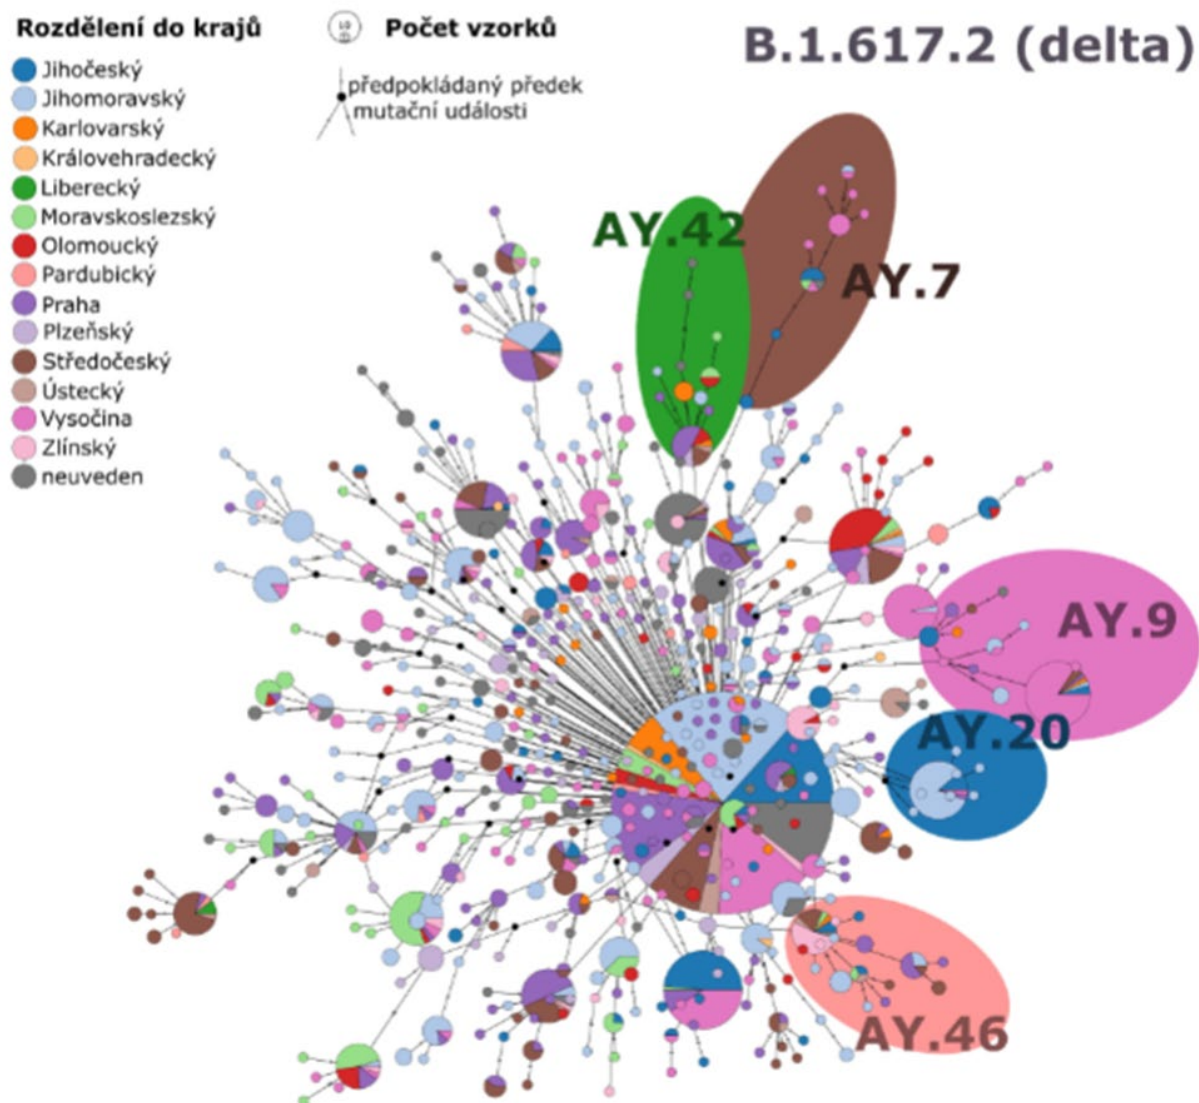 Rozdělení do krajů
Počet vzorků
B.1.617.2 (delta)
předpokládaný předek
mutační události
Jihočeský
Jihomoravský
Karlovarský
Královehradecký
Liberecký
Moravskoslezský
Olomoucký
Pardubický
Praha
Plzeňský
Středočeský
Ústecký
Vysočina
Zlínský
neuveden
AY.42
AY.7
AY.9
AY.20
AY.46